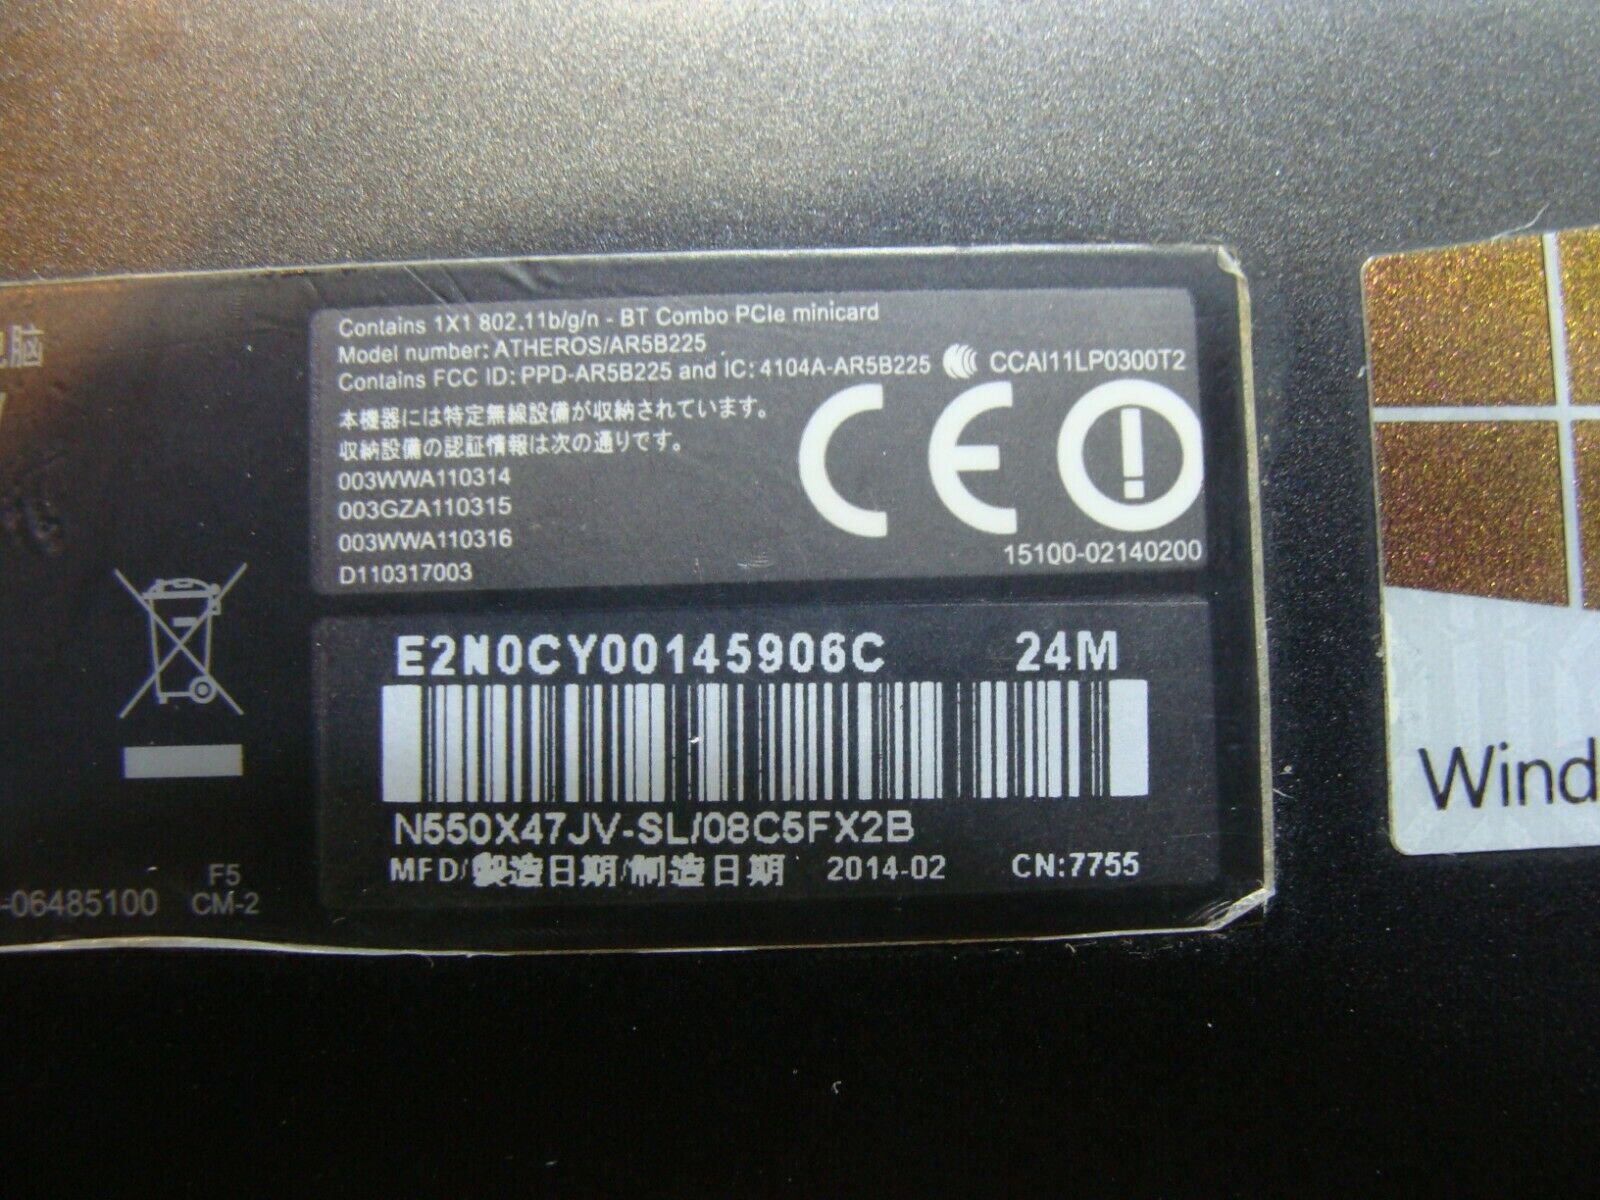 脑
Contains 1X1 802.11b/g/n - BT Combo PCIe minicard
Model number: ATHEROS/AR5B225
Contains FCC ID: PPD-AR5B225 and IC: 4104A-AR5B225 CCAI11LP0300T2
本機器には特定無線設備が収納されています。
収納設備の認証情報は次の通りです。
003WWA110314
003GZA110315
003WWA110316
D110317003
CE
15100-02140200
E2N0CY00145906C 24M
N550X47JV-SL/08C5FX2B
MFD/製造日期/制造日期 2014-02 CN:7755
F5
-06485100 CM-2
Wind